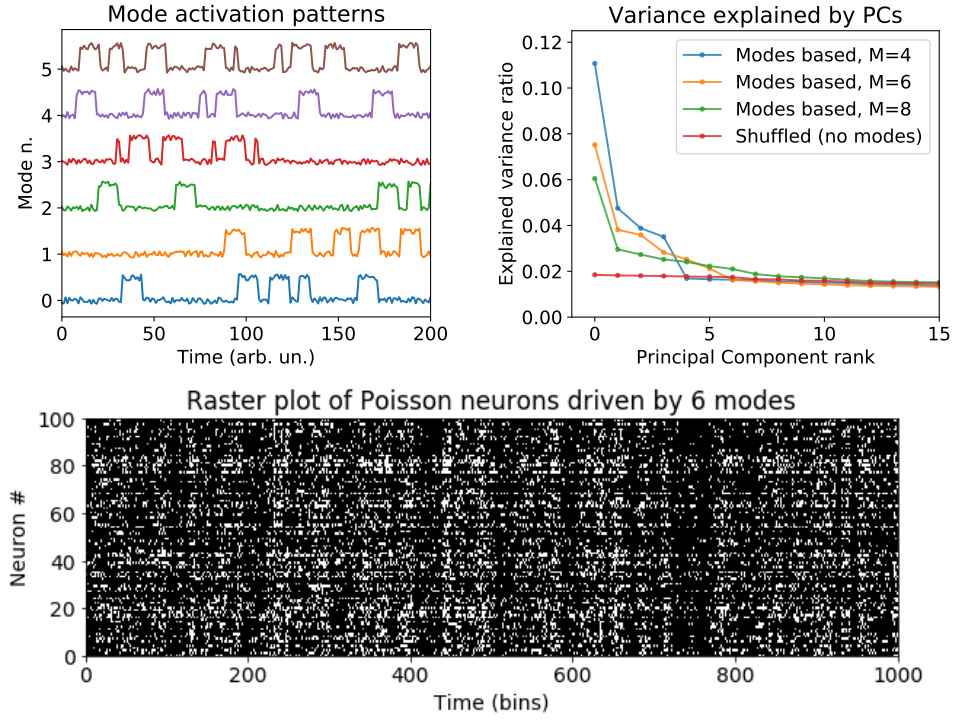 Mode activation patterns
Mode n.
5
4
3
2
1
0
0 50 100 150 200
Time (arb. un.)
Variance explained by PCs
Explained variance ratio
0.12
0.10
0.08
0.06
0.04
0.02
0.00
Modes based, M=4
Modes based, M=6
Modes based, M=8
Shuffled (no modes)
0 5 10 15
Principal Component rank
Raster plot of Poisson neurons driven by 6 modes
Neuron #
100
80
60
40
20
0
0 200 400 600 800 1000
Time (bins)